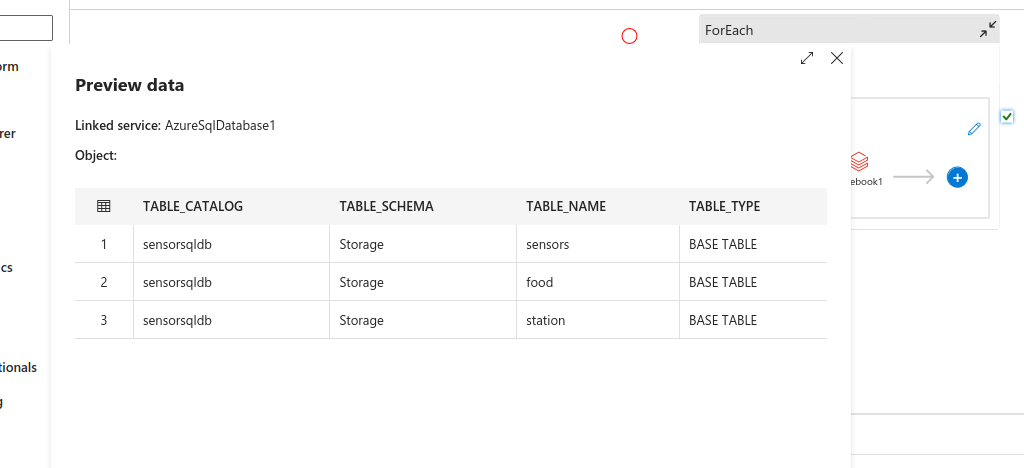 ForEach
orm
Preview data
Linked service: AzureSqlDatabase1
rer
Object:
ebook1
TABLE_CATALOG TABLE_SCHEMA TABLE_NAME TABLE_TYPE
1 sensorsqldb Storage sensors BASE TABLE
cs
2 sensorsqldb Storage food BASE TABLE
3 sensorsqldb Storage station BASE TABLE
tionals